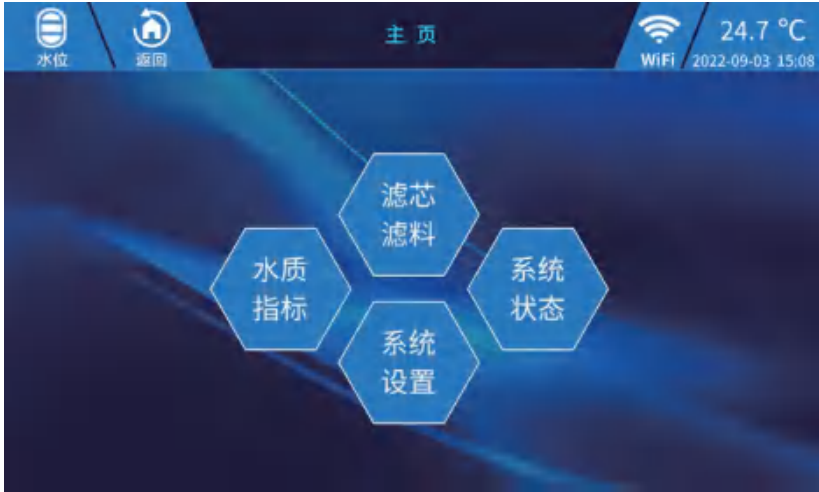 水位
返回
主页
WiFi
24.7 °C
2022-09-03 15:08
滤芯
滤料
水质
指标
系统
状态
系统
设置